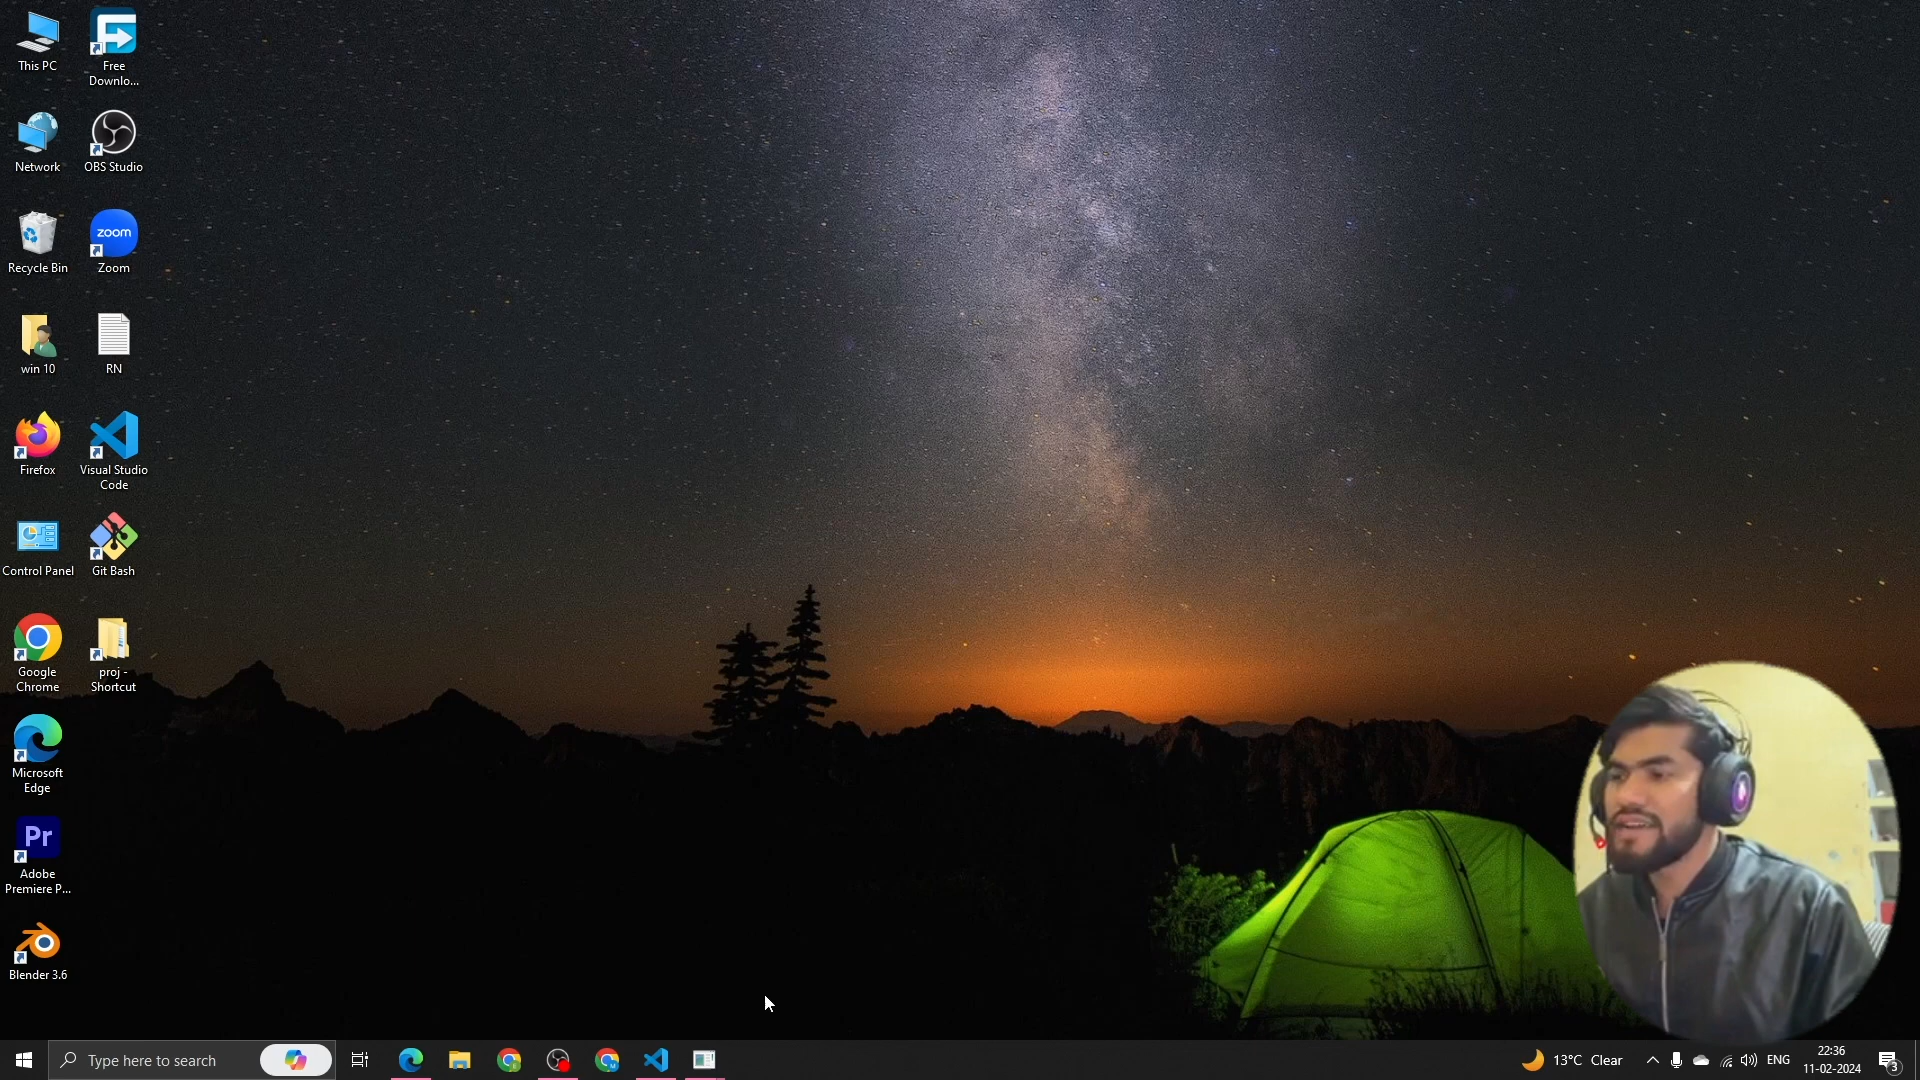 This PC
Free
Downlo...
Network
OBS Studio
Recycle Bin
zoom
Zoom
win 10
RN
Firefox
Visual Studio
Code
Control Panel
Git Bash
Google
Chrome
proj -
Shortcut
Microsoft
Edge
Pr
Adobe
Premiere P...
Blender 3.6
Type here to search
13°C Clear
ENG
22:36
11-02-2024
3